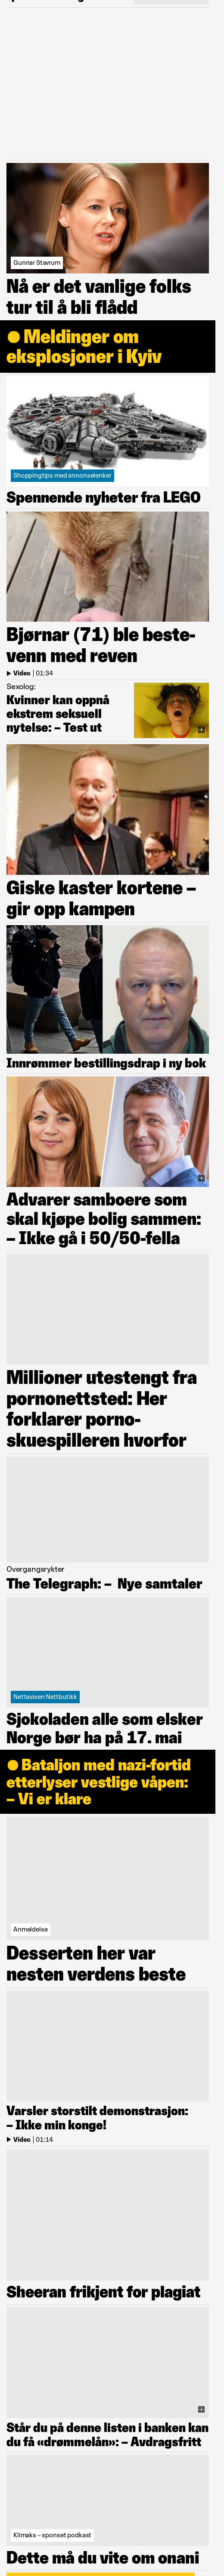 Gunnar Stavrum
Nå er det vanlige folks
tur til å bli flådd
Meldinger om
eksplosjoner i Kyiv
Shoppingtips med annonselenker
Spennende nyheter fra LEGO
Bjørnar (71) ble beste-
venn med reven
Video | 01:34
Sexolog:
Kvinner kan oppnå
ekstrem seksuell
nytelse: – Test ut
Giske kaster kortene –
gir opp kampen
Innrømmer bestillingsdrap i ny bok
Advarer samboere som
skal kjøpe bolig sammen:
– Ikke gå i 50/50-fella
Millioner utestengt fra
pornonettsted: Her
forklarer porno-
skuespilleren hvorfor
Overgangsrykter
The Telegraph: – Nye samtaler
Nettavisen Nettbutikk
Sjokoladen alle som elsker
Norge bør ha på 17. mai
Bataljon med nazi-fortid
etterlyser vestlige våpen:
– Vi er klare
Anmeldelse
Desserten her var
nesten verdens beste
Varsler storstilt demonstrasjon:
– Ikke min konge!
Video | 01:14
Sheeran frikjent for plagiat
Står du på denne listen i banken kan
du få «drømmelån»: – Avdragsfritt
Klimaks – sponset podkast
Dette må du vite om onani